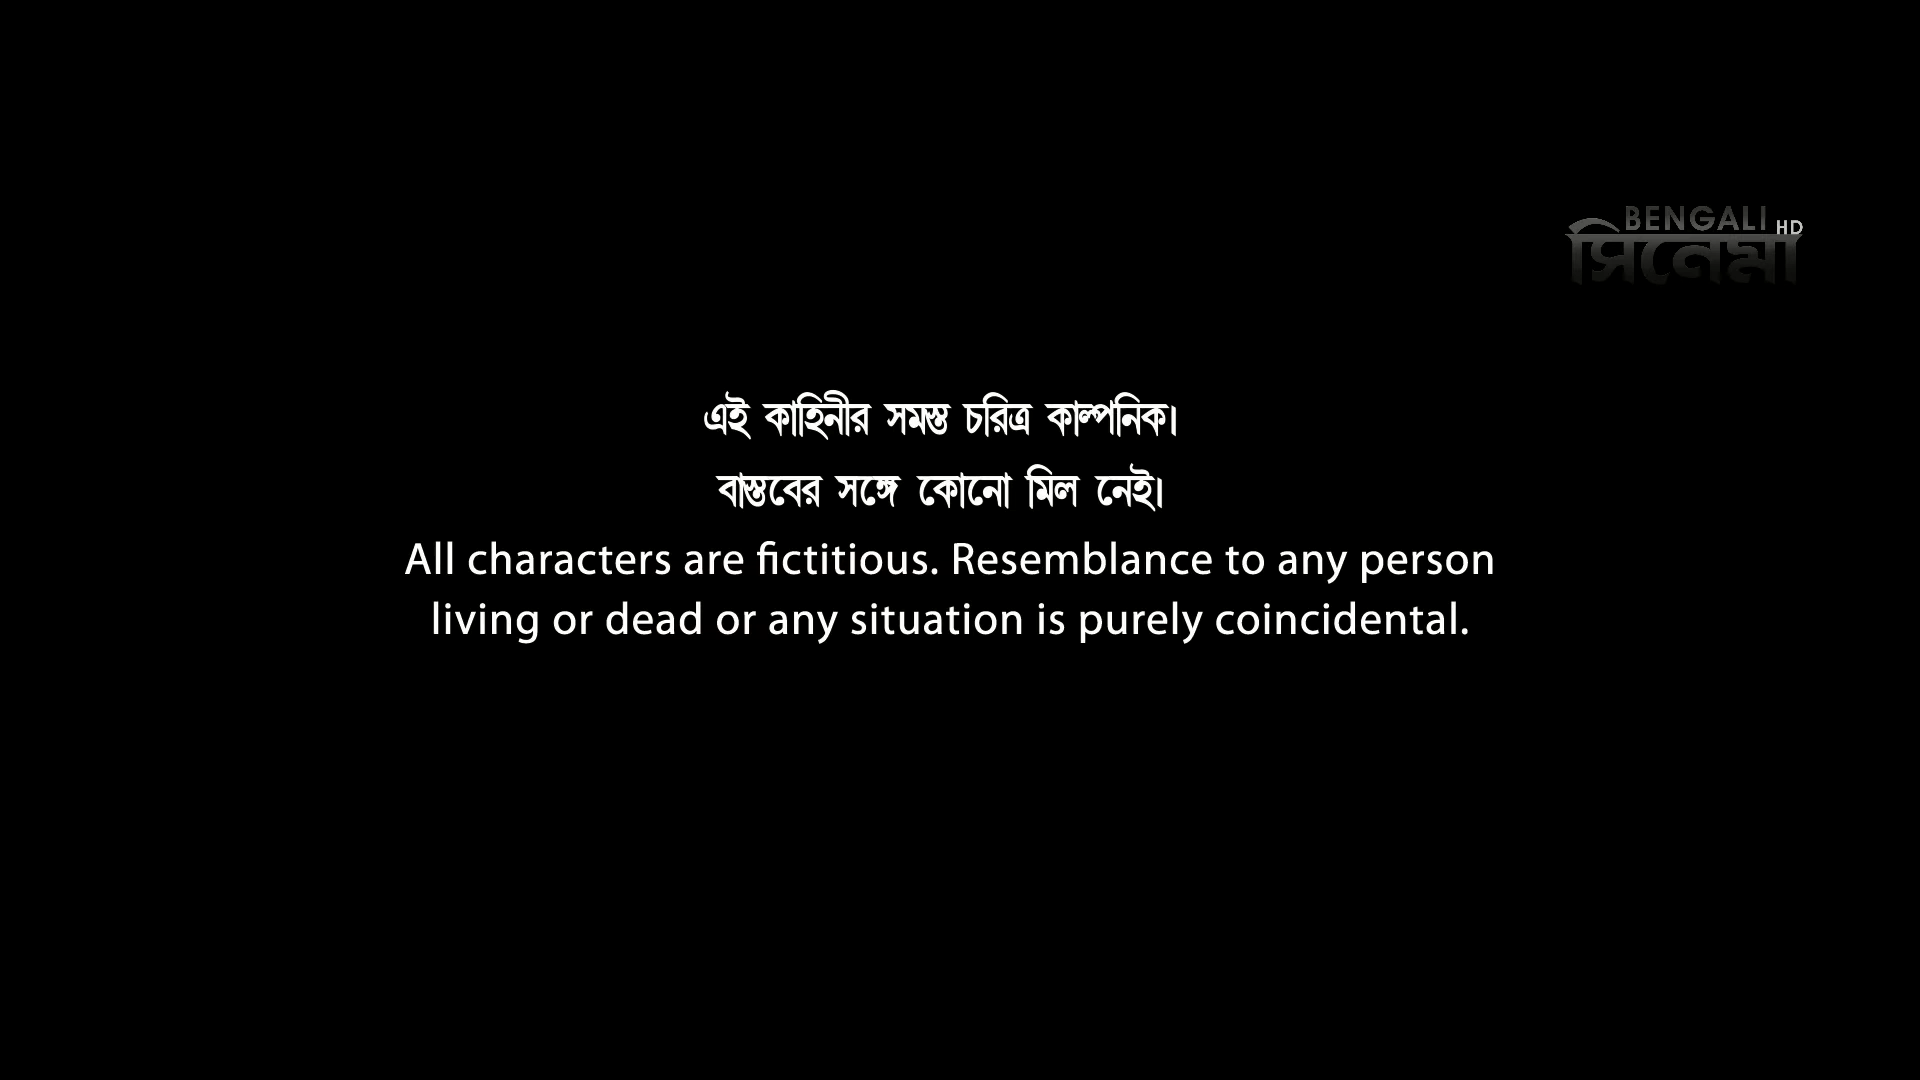 BENGALI HD
সিনেমা
এই কাহিনীর সমস্ত চরিত্র কাল্পনিক।
বাস্তবের সঙ্গে কোনো মিল নেই।
All characters are fictitious. Resemblance to any person
living or dead or any situation is purely coincidental.